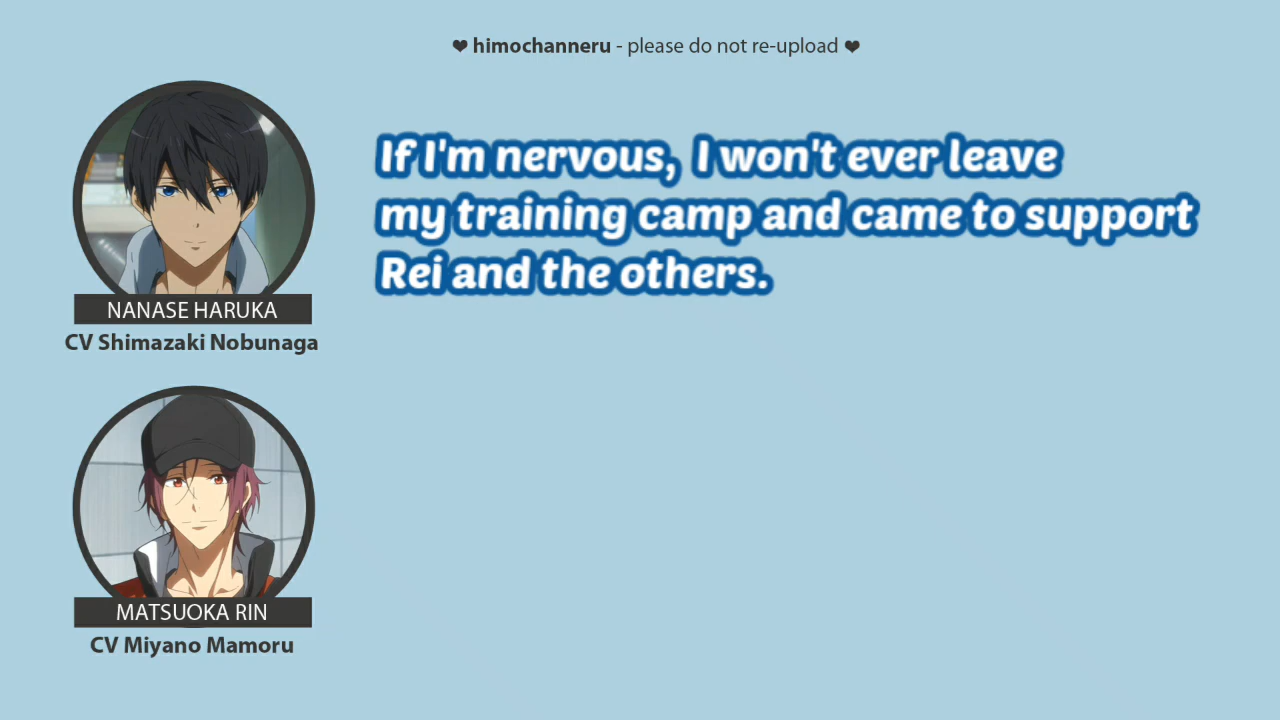 ❤ himochanneru - please do not re-upload ❤
If I'm nervous, I won't ever leave
my training camp and came to support
Rei and the others.
NANASE HARUKA
CV Shimazaki Nobunaga
MATSUOKA RIN
CV Miyano Mamoru